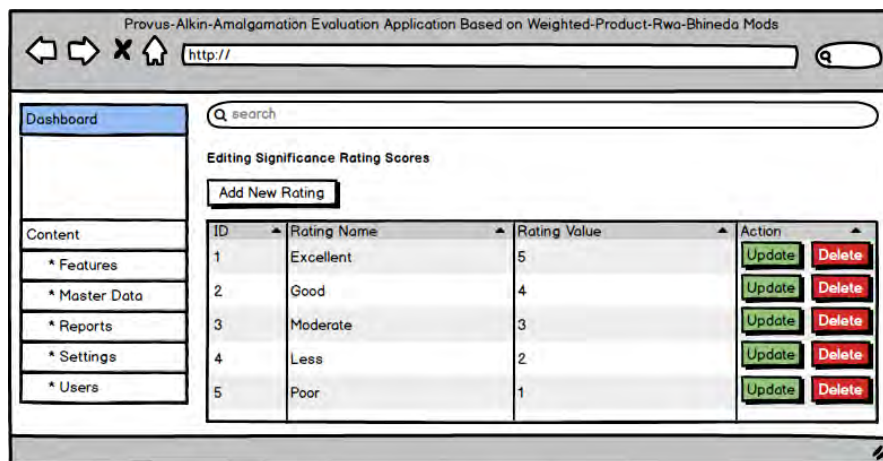 Provus-Alkin-Amalgamation Evaluation Application Based on Weighted-Product-Rwa-Bhineda Mods
http://
Dashboard
search
Editing Significance Rating Scores
Add New Rating
Content
* Features
* Master Data
* Reports
* Settings
* Users
ID Rating Name Rating Value Action
1 Excellent 5 Update Delete
2 Good 4 Update Delete
3 Moderate 3 Update Delete
4 Less 2 Update Delete
5 Poor 1 Update Delete